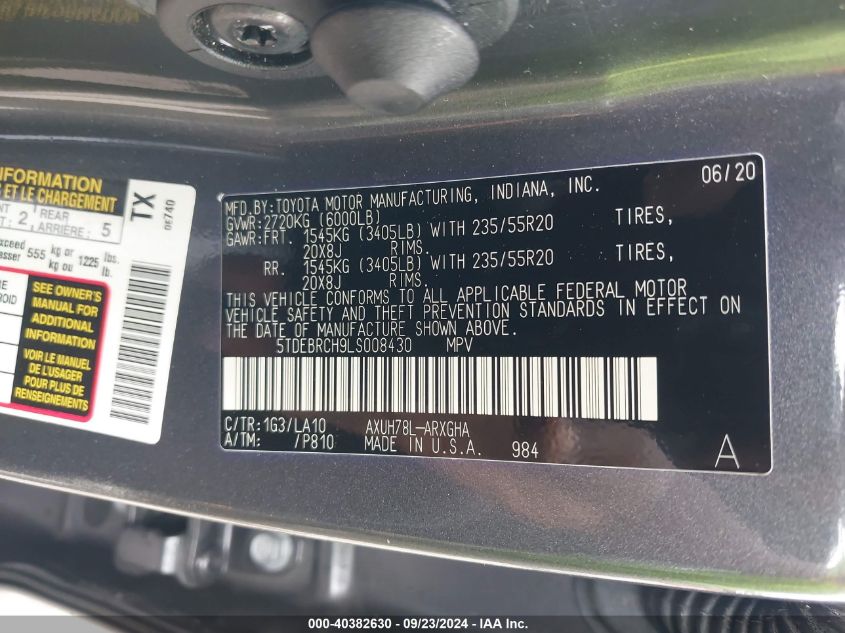 INFORMATION
ET LE CHARGEMENT
2 REAR ARRIÈRE: 5
exceed
555 kg or kg ou 1225 lbs. lb.
SEE OWNER'S
MANUAL FOR
ADDITIONAL
INFORMATION
VOIR LE MANUEL
DE L'USAGER
POUR PLUS DE
RENSEIGNEMENTS
TX
0E740
06/20
MFD.BY:TOYOTA MOTOR MANUFACTURING, INDIANA, INC.
GVWR:2720KG (6000LB)
GAWR:FRT. 1545KG (3405LB) WITH 235/55R20 TIRES,
20X8J RIMS.
RR. 1545KG (3405LB) WITH 235/55R20 TIRES,
20X8J RIMS.
THIS VEHICLE CONFORMS TO ALL APPLICABLE FEDERAL MOTOR
VEHICLE SAFETY AND THEFT PREVENTION STANDARDS IN EFFECT ON
THE DATE OF MANUFACTURE SHOWN ABOVE.
5TDEBRCH9LS008430 MPV
C/TR:1G3/LA10 AXUH78L-ARXGHA
A/TM: /P810 MADE IN U.S.A. 984
A
000-40382630 - 09/23/2024 - IAA Inc.